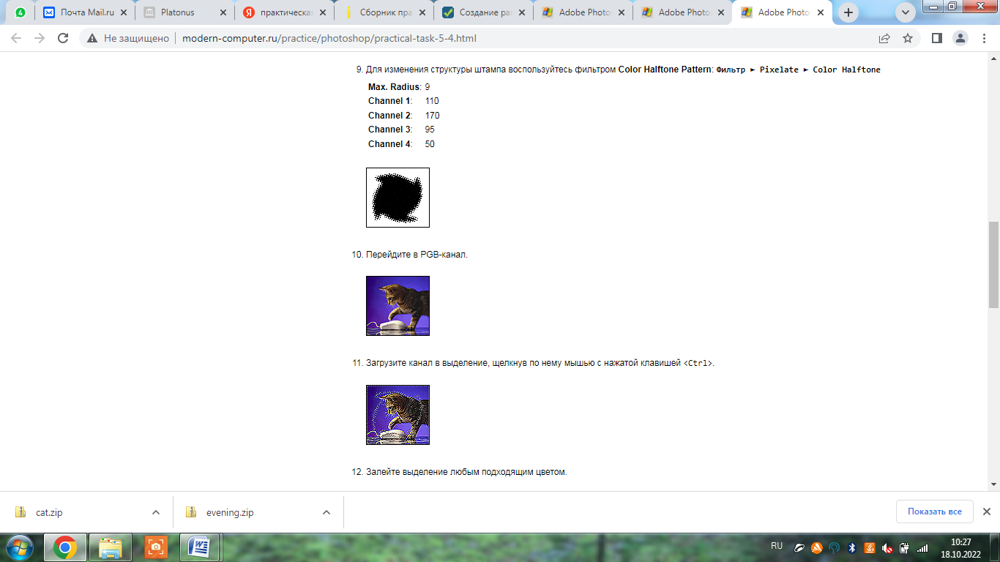 4
Почта Mail.ru
Platonus
практическа
Сборник пра
Создание ра
Adobe Photo
Adobe Photo
Adobe Photo
Не защищено
modern-computer.ru/practice/photoshop/practical-task-5-4.html
9. Для изменения структуры штампа воспользуйтесь фильтром Color Halftone Pattern: Фильтр ► Pixelate ► Color Halftone
Max. Radius: 9
Channel 1: 110
Channel 2: 170
Channel 3: 95
Channel 4: 50
10. Перейдите в PGB-канал.
11. Загрузите канал в выделение, щелкнув по нему мышью с нажатой клавишей <Ctrl>.
12. Залейте выделение любым подходящим цветом.
cat.zip
evening.zip
Показать все
RU
10:27
18.10.2022